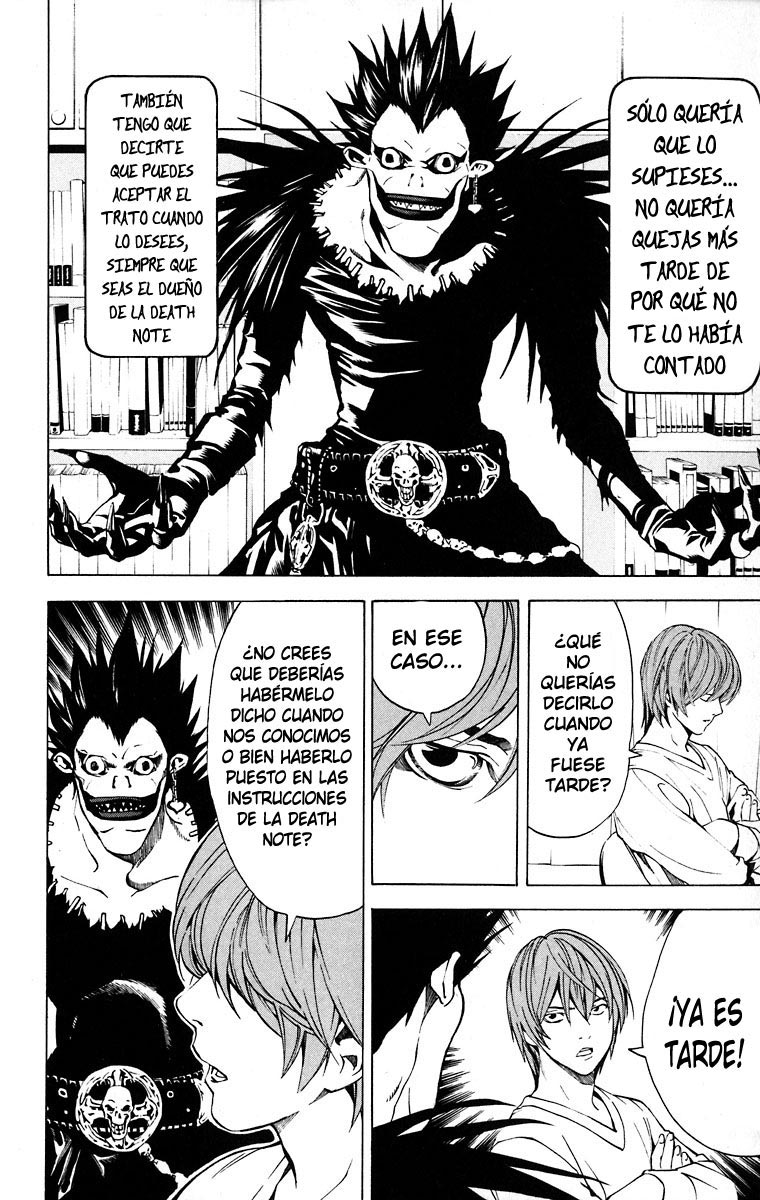 SÓLO QUERÍA
QUE LO
SUPIESES...
NO QUERÍA
QUEJAS MÁS
TARDE DE
POR QUÉ NO
TE LO HABÍA
CONTADO
TAMBIÉN
TENGO QUE
DECIRTE
QUE PUEDES
ACEPTAR EL
TRATO CUANDO
LO DESEES,
SIEMPRE QUE
SEAS EL DUEÑO
DE LA DEATH
NOTE
¿QUÉ
NO
QUERÍAS
DECIRLO
CUANDO
YA
FUESE
TARDE?
EN ESE
CASO...
¿NO CREES
QUE DEBERÍAS
HABÉRMELO
DICHO CUANDO
NOS CONOCIMOS
O BIEN HABERLO
PUESTO EN LAS
INSTRUCCIONES
DE LA DEATH
NOTE?
¡YA ES
TARDE!